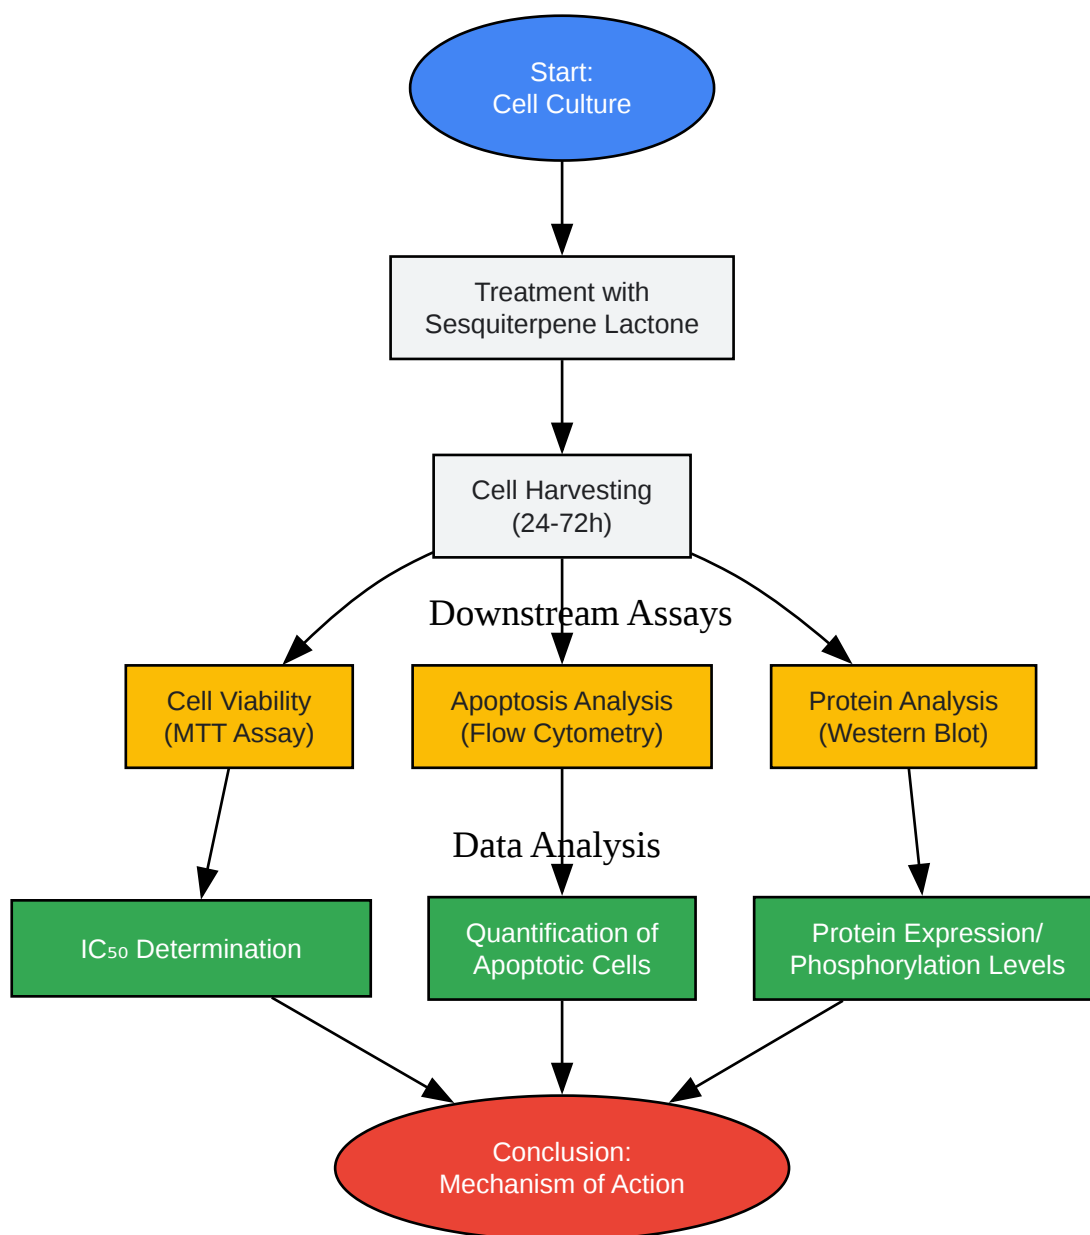 Start:
Cell Culture
Treatment with
Sesquiterpene Lactone
Cell Harvesting
(24-72h)
Downstream Assays
Cell Viability
(MTT Assay)
Apoptosis Analysis
(Flow Cytometry)
Protein Analysis
(Western Blot)
Data Analysis
IC₅₀ Determination
Quantification of
Apoptotic Cells
Protein Expression/
Phosphorylation Levels
Conclusion:
Mechanism of Action